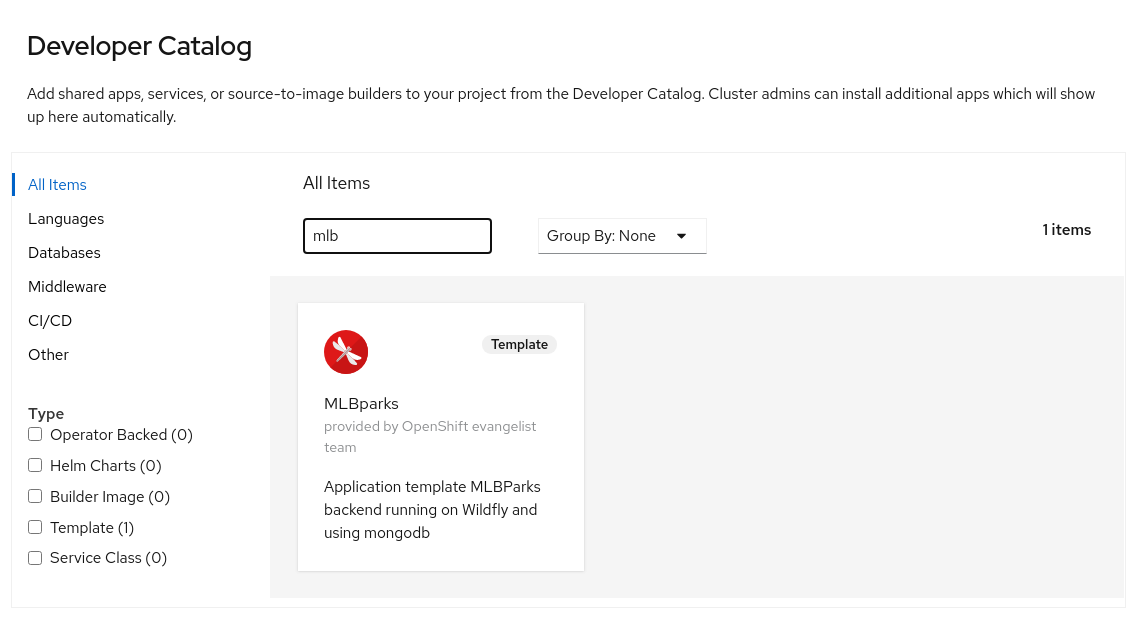 Developer Catalog
Add shared apps, services, or source-to-image builders to your project from the Developer Catalog. Cluster admins can install additional apps which will show
up here automatically.
All Items
Languages
Databases
Middleware
CI/CD
Other
Type
Operator Backed (0)
Helm Charts (0)
Builder Image (0)
Template (1)
Service Class (0)
All Items
mlb
Group By: None
1 items
Template
MLBparks
provided by OpenShift evangelist
team
Application template MLBParks
backend running on Wildfly and
using mongodb